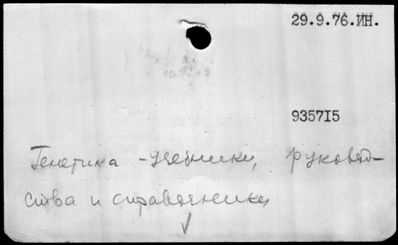 29.9.76.ИН.
935715
Генетика - учебники, руковод-
ства и справочники